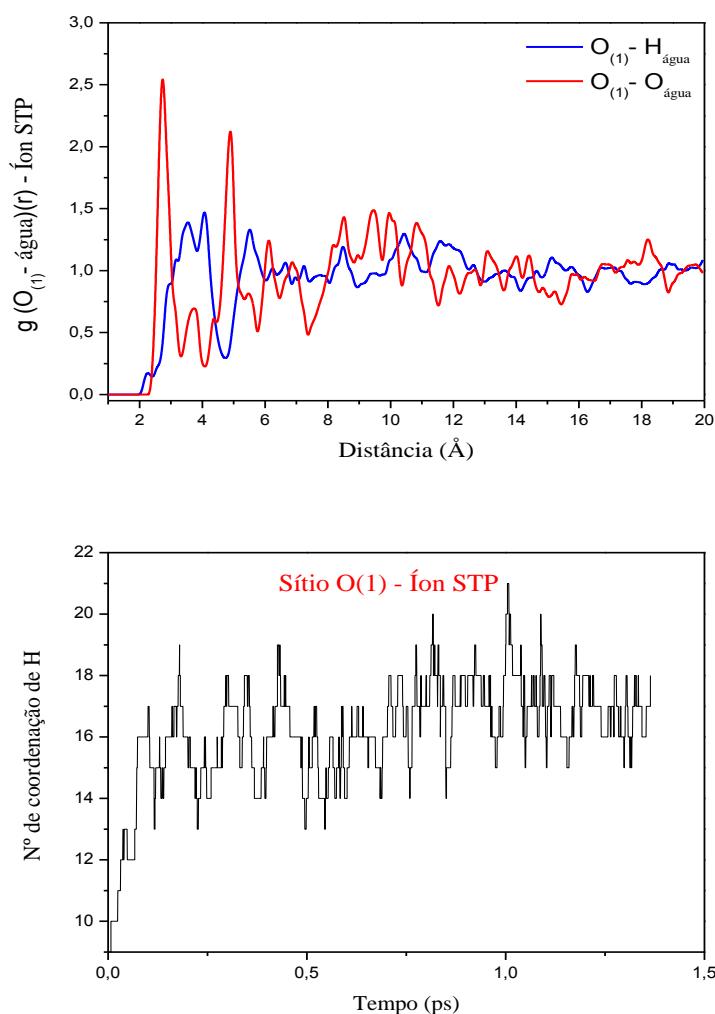 3,0
2,5
2,0
1,5
1,0
0,5
0,0
g (O(1)- água)(r) - Íon STP
O(1)- Hágua
O(1)- Oágua
2 4 6 8 10 12 14 16 18 20
Distância (Å)
22
20
18
16
14
12
10
Nº de coordenação de H
Sítio O(1) - Íon STP
0,0 0,5 1,0 1,5
Tempo (ps)